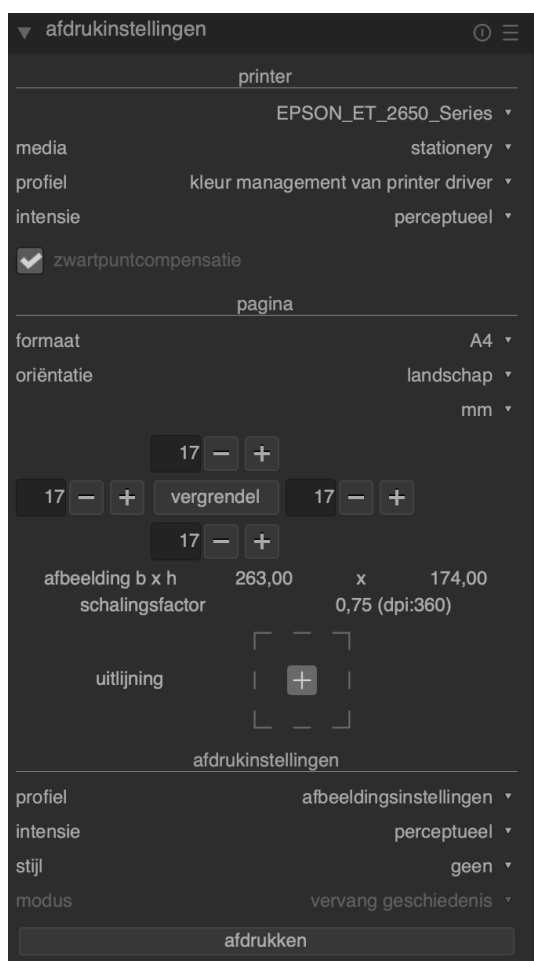 afdrukinstellingen
printer
EPSON_ET_2650_Series
media stationery
profiel kleur management van printer driver
intensie perceptueel
zwartpuntcompensatie
pagina
formaat A4
oriëntatie landschap
mm
17 − +
17 − + vergrendel 17 − +
17 − +
afbeelding b x h 263,00 x 174,00
schalingsfactor 0,75 (dpi:360)
uitlijning
afdrukinstellingen
profiel afbeeldingsinstellingen
intensie perceptueel
stijl geen
modus vervang geschiedenis
afdrukken